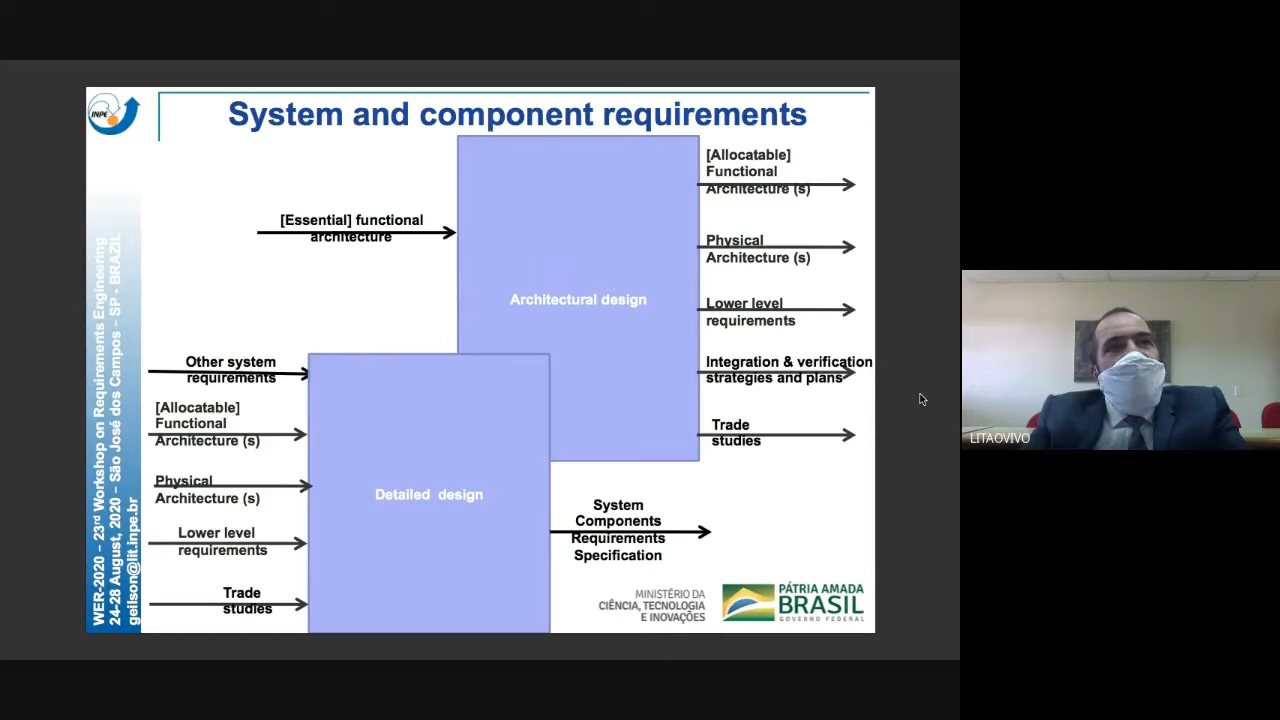 INPE
System and component requirements
[Essential] functional
architecture
Architectural design
[Allocatable]
Functional
Architecture (s)
Physical
Architecture (s)
Lower level
requirements
Integration & verification
strategies and plans
Trade
studies
Other system
requirements
[Allocatable]
Functional
Architecture (s)
Physical
Architecture (s)
Lower level
requirements
Trade
studies
Detailed design
System
Components
Requirements
Specification
WER-2020 – 23rd Workshop on Requirements Engineering
24-28 August, 2020 – São José dos Campos – SP - BRAZIL
geilson@lit.inpe.br
MINISTÉRIO DA
CIÊNCIA, TECNOLOGIA
E INOVAÇÕES
PÁTRIA AMADA
BRASIL
GOVERNO FEDERAL
LITAOVIVO